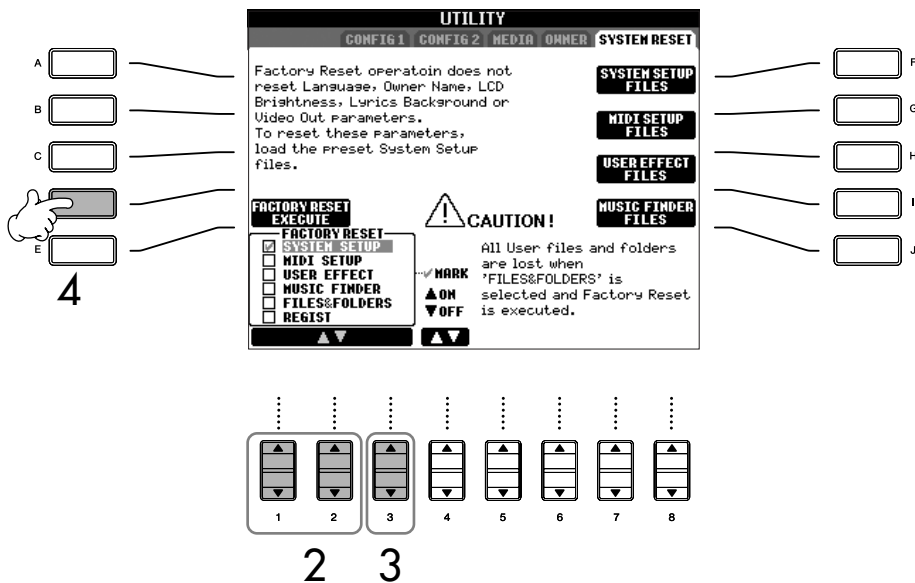 UTILITY
CONFIG 1 CONFIG 2 MEDIA OWNER SYSTEM RESET
Factory Reset operatoin does not
reset Language, Owner Name, LCD
Brightness, Lyrics Background or
Video Out parameters.
To reset these parameters,
load the preset System Setup
files.
SYSTEM SETUP
FILES
MIDI SETUP
FILES
USER EFFECT
FILES
MUSIC FINDER
FILES
FACTORY RESET
EXECUTE
FACTORY RESET
SYSTEM SETUP
MIDI SETUP
USER EFFECT
MUSIC FINDER
FILES&FOLDERS
REGIST
MARK
▲ON
▼OFF
CAUTION!
All User files and folders
are lost when
'FILES&FOLDERS' is
selected and Factory Reset
is executed.
A
B
C
E
4
F
G
H
I
J
1 2 3 4 5 6 7 8
2 3